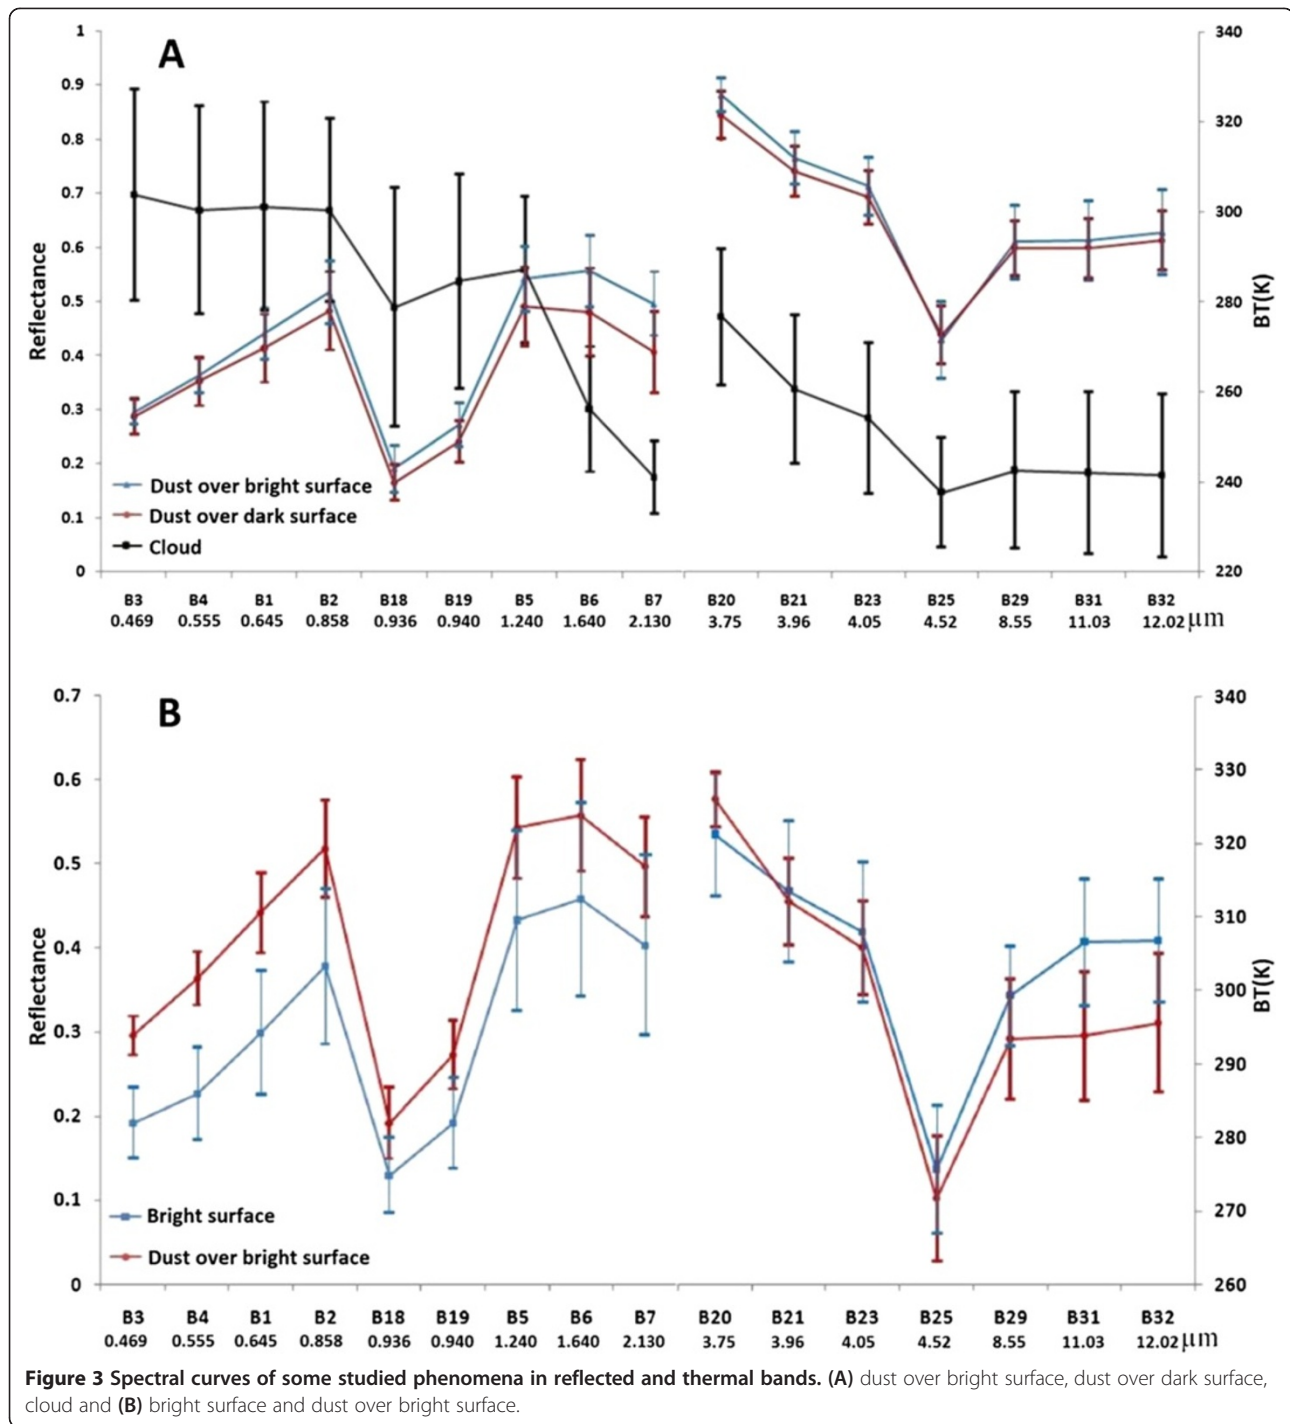 A
1
0.9
0.8
0.7
0.6
0.5
0.4
0.3
0.2
0.1
0
Reflectance
340
320
300
280
260
240
220
BT(K)
Dust over bright surface
Dust over dark surface
Cloud
B3 B4 B1 B2 B18 B19 B5 B6 B7 B20 B21 B23 B25 B29 B31 B32
0.469 0.555 0.645 0.858 0.936 0.940 1.240 1.640 2.130 3.75 3.96 4.05 4.52 8.55 11.03 12.02 μm
B
0.7
0.6
0.5
0.4
0.3
0.2
0.1
0
Reflectance
340
330
320
310
300
290
280
270
260
BT(K)
Bright surface
Dust over bright surface
B3 B4 B1 B2 B18 B19 B5 B6 B7 B20 B21 B23 B25 B29 B31 B32
0.469 0.555 0.645 0.858 0.936 0.940 1.240 1.640 2.130 3.75 3.96 4.05 4.52 8.55 11.03 12.02 μm
Figure 3 Spectral curves of some studied phenomena in reflected and thermal bands. (A) dust over bright surface, dust over dark surface,
cloud and (B) bright surface and dust over bright surface.